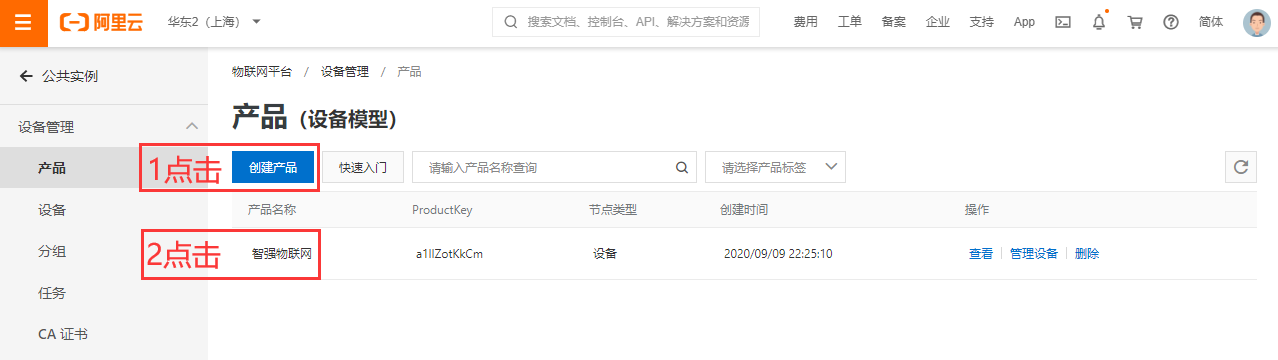 阿里云 华东2（上海） 搜索文档、控制台、API、解决方案和资源 费用 工单 备案 企业 支持 App 简体
公共实例
物联网平台 / 设备管理 / 产品
设备管理
产品（设备模型）
产品
1点击
创建产品 快速入门 请输入产品名称查询 请选择产品标签
设备
产品名称 ProductKey 节点类型 创建时间 操作
分组
2点击
智强物联网 a1IlZotKkCm 设备 2020/09/09 22:25:10 查看 管理设备 删除
任务
CA 证书